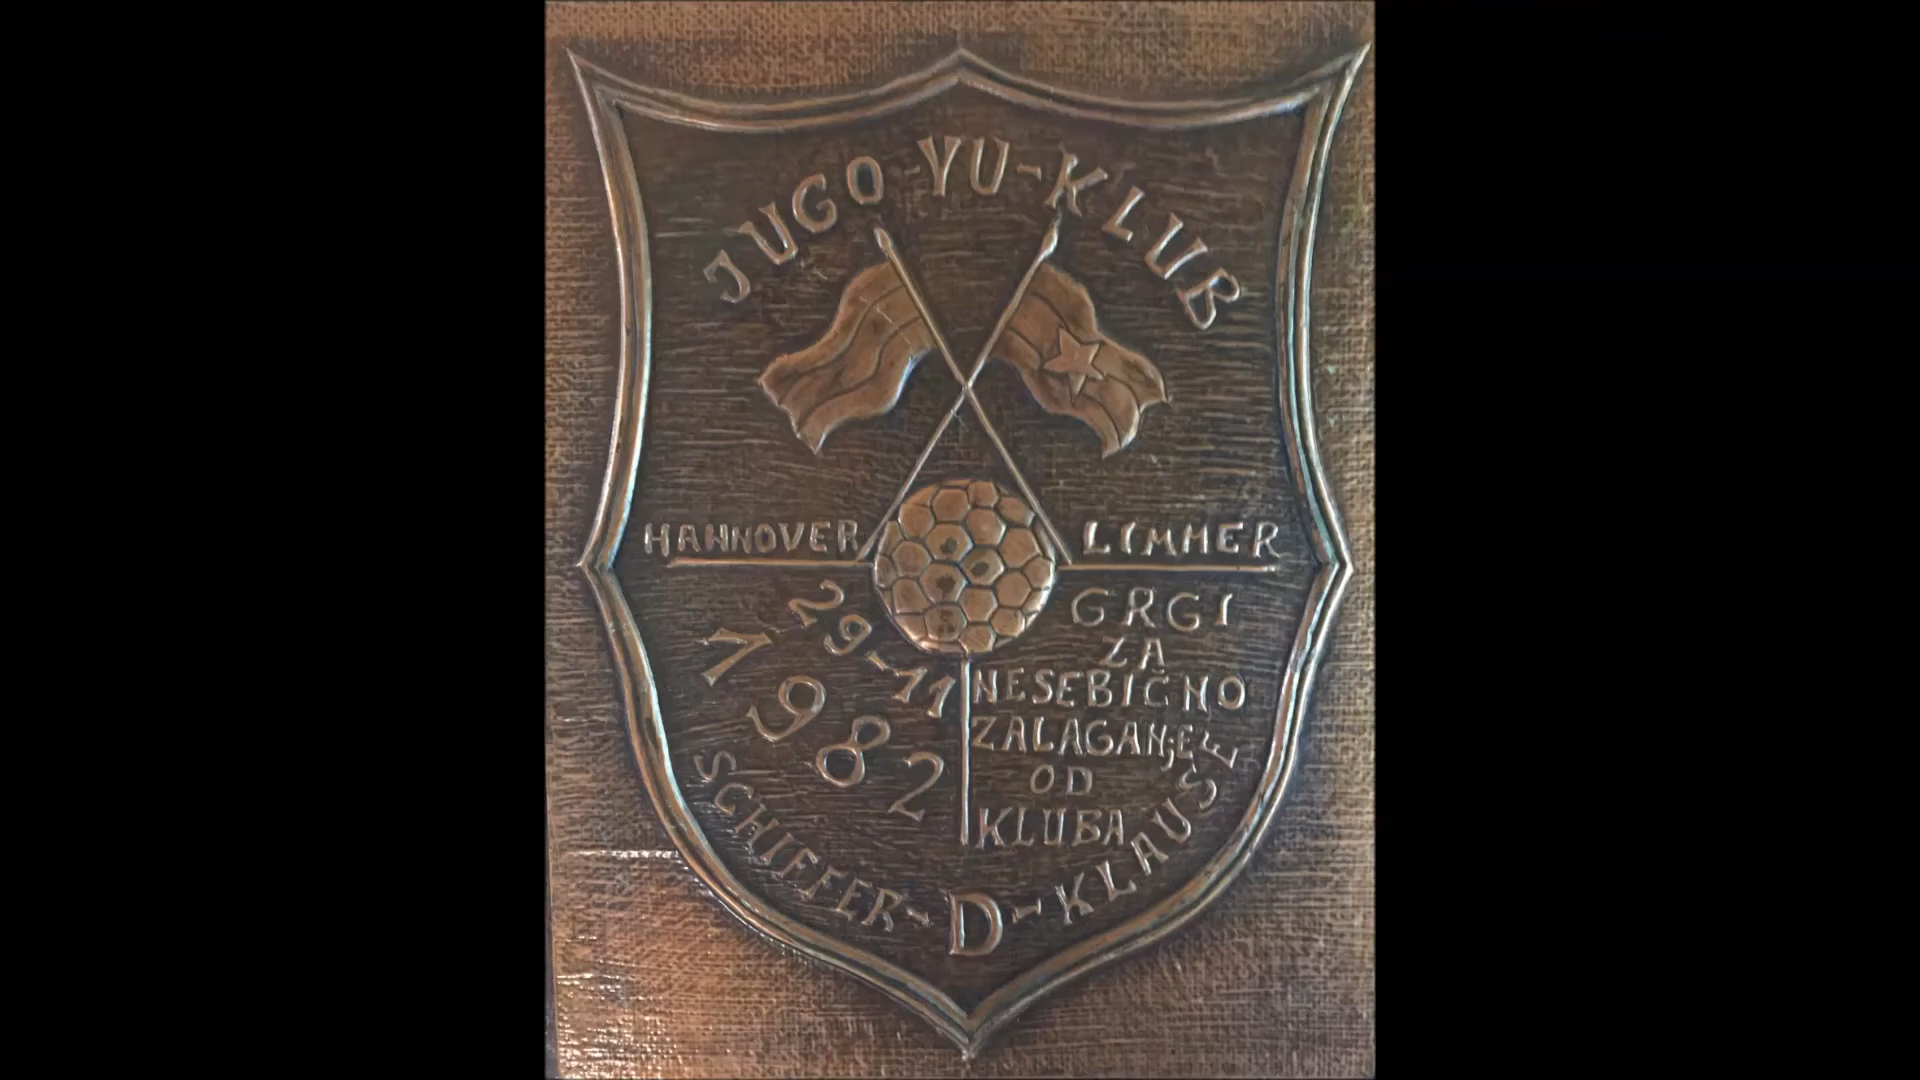 JUGO-YU-KLUB
HANNOVER LIMMER
29-11
1982
GRGI
ZA
NESEBIČNO
ZALAGANjE
OD
KLUBA
SCHIFFER-D-KLAUSE